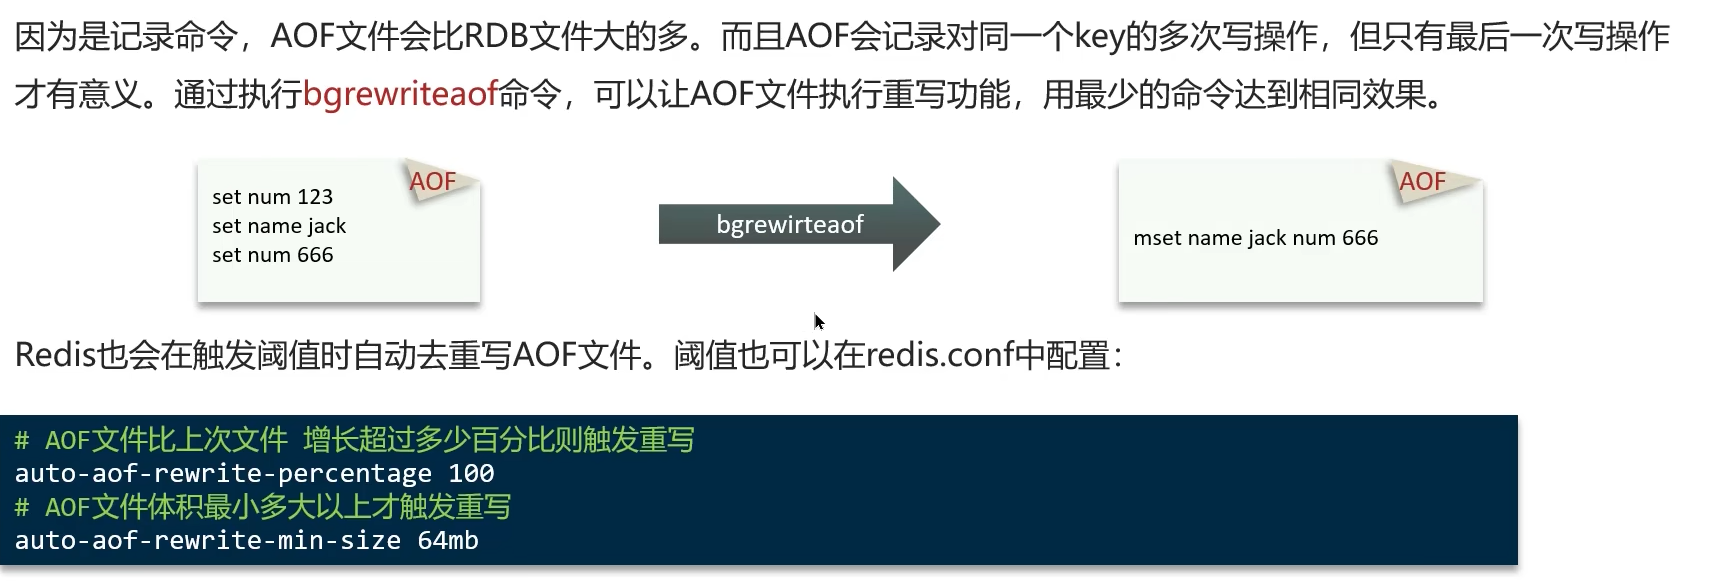 因为是记录命令，AOF文件会比RDB文件大的多。而且AOF会记录对同一个key的多次写操作，但只有最后一次写操作
才有意义。通过执行bgrewriteaof命令，可以让AOF文件执行重写功能，用最少的命令达到相同效果。
AOF
set num 123
set name jack
set num 666
bgrewirteaof
AOF
mset name jack num 666
Redis也会在触发阈值时自动去重写AOF文件。阈值也可以在redis.conf中配置：
# AOF文件比上次文件 增长超过多少百分比则触发重写
auto-aof-rewrite-percentage 100
# AOF文件体积最小多大以上才触发重写
auto-aof-rewrite-min-size 64mb